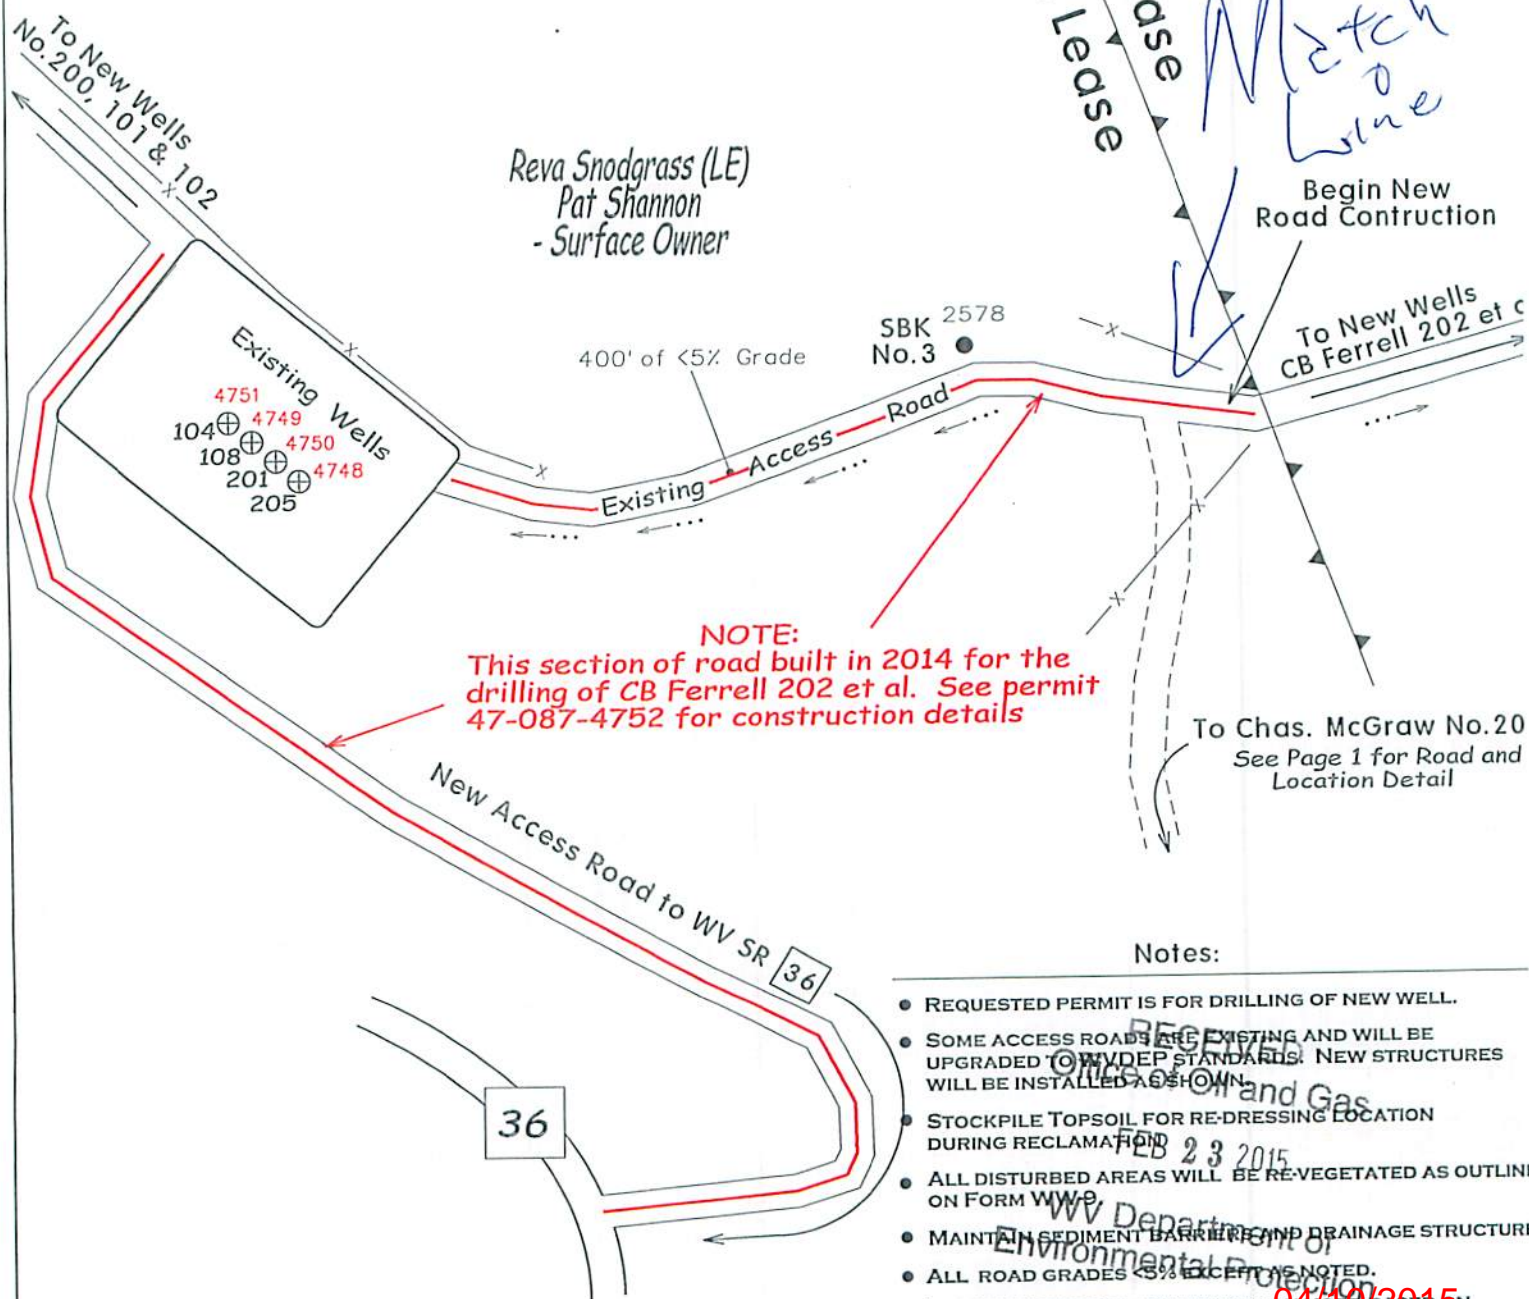 To New Wells
No.200, 101 & 102
Reva Snodgrass (LE)
Pat Shannon
- Surface Owner
ase
Lease
Match
Line
Begin New
Road Contruction
To New Wells
CB Ferrell 202 et
SBK
No.3
2578
400' of <5% Grade
Existing Access Road
Existing Wells
4751
104
4749
108
4750
201
4748
205
NOTE:
This section of road built in 2014 for the
drilling of CB Ferrell 202 et al. See permit
47-087-4752 for construction details
To Chas. McGraw No.20
See Page 1 for Road and
Location Detail
New Access Road to WV SR 36
36
Notes:
REQUESTED PERMIT IS FOR DRILLING OF NEW WELL.
SOME ACCESS ROADS ARE EXISTING AND WILL BE
UPGRADED TO WVDEP STANDARDS. NEW STRUCTURES
WILL BE INSTALLED AS SHOWN.
STOCKPILE TOPSOIL FOR RE-DRESSING LOCATION
DURING RECLAMATION
ALL DISTURBED AREAS WILL BE RE-VEGETATED AS OUTLIN
ON FORM WW-9.
MAINTAIN SEDIMENT BARRIERS AND DRAINAGE STRUCTUR
ALL ROAD GRADES <5% EXCEPT AS NOTED.
RECEIVED
Office of Oil and Gas
FEB 23 2015
WV Department of
Environmental Protection
04/10/2015